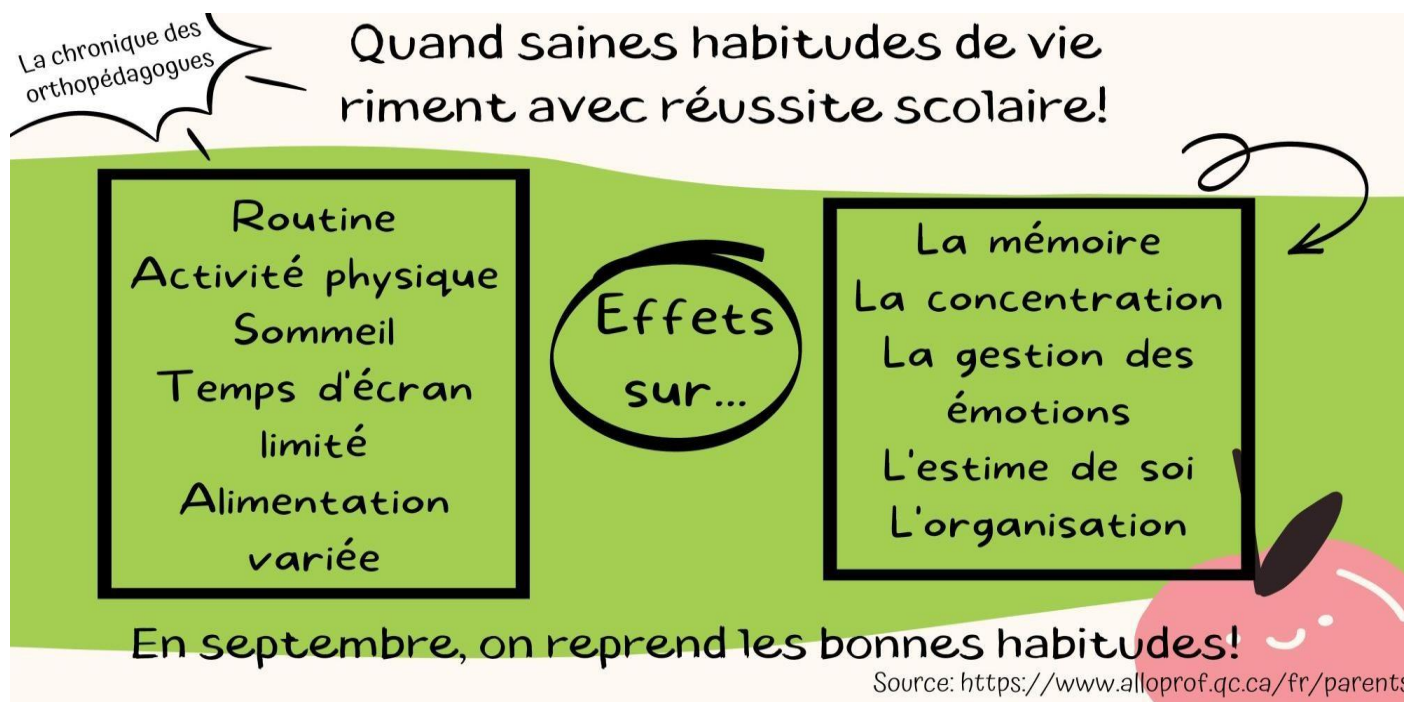 La chronique des
orthopédagogues
Quand saines habitudes de vie
riment avec réussite scolaire!
Routine
Activité physique
Sommeil
Temps d'écran
limité
Alimentation
variée
Effets
sur...
La mémoire
La concentration
La gestion des
émotions
L'estime de soi
L'organisation
En septembre, on reprend les bonnes habitudes!
Source: https://www.alloprof.qc.ca/fr/parents